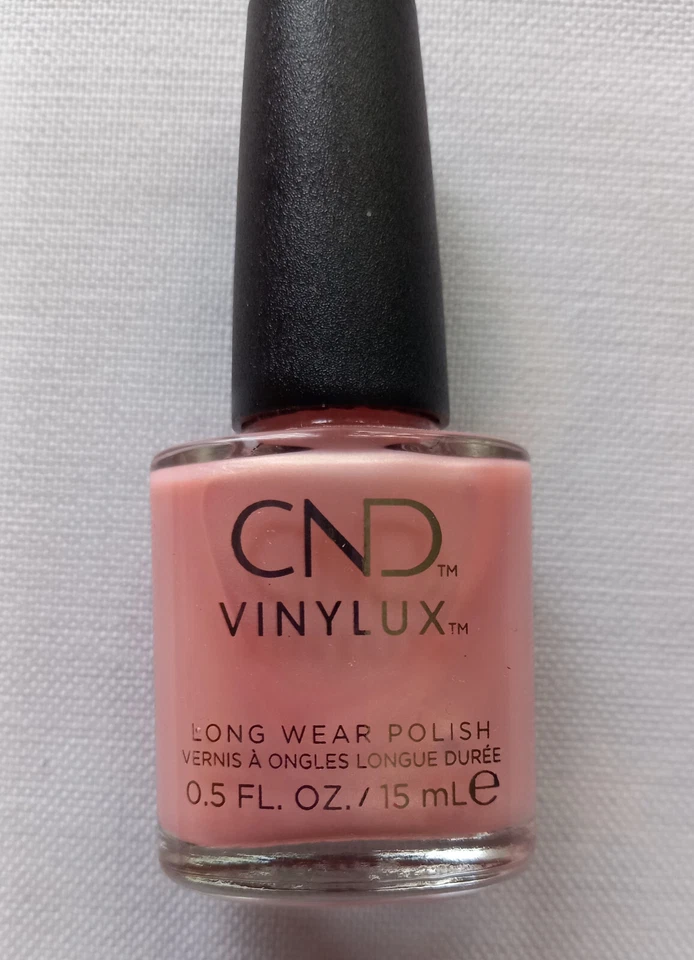 CND™
VINYLUX™
LONG WEAR POLISH
VERNIS À ONGLES LONGUE DURÉE
0.5 FL. OZ. / 15 mL ℮